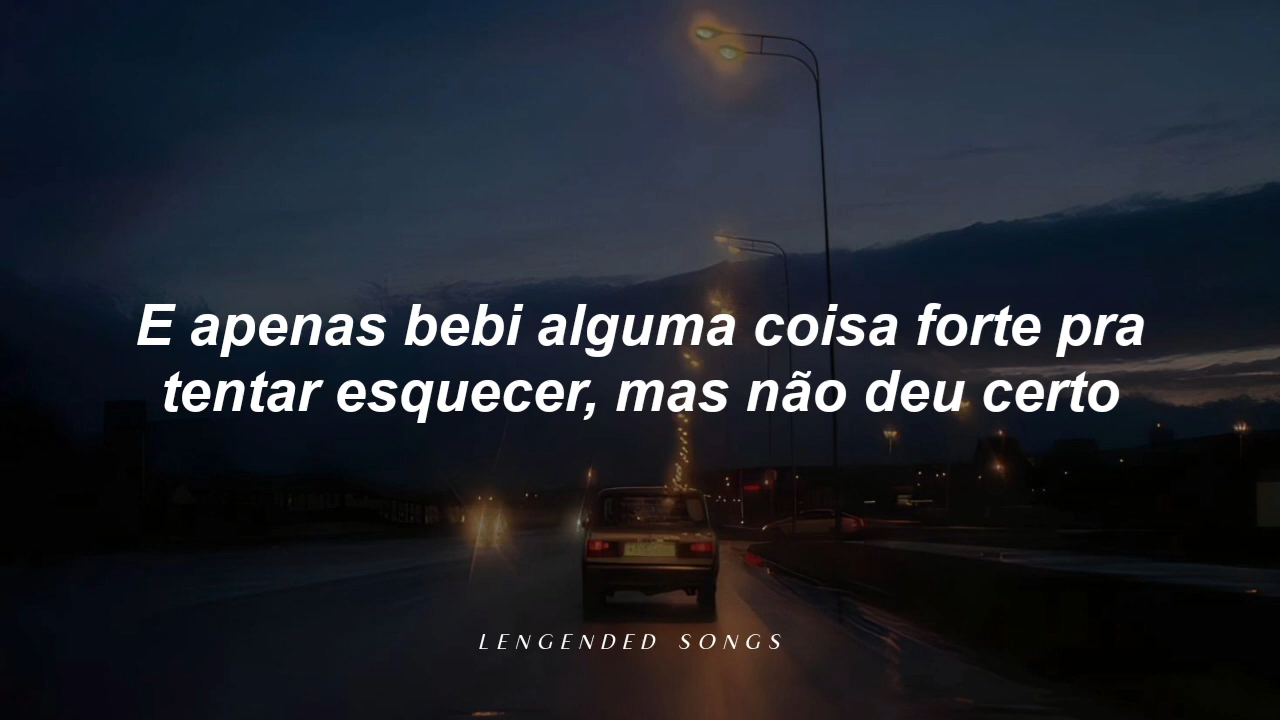 E apenas bebi alguma coisa forte pra
tentar esquecer, mas não deu certo
LENGENDED SONGS